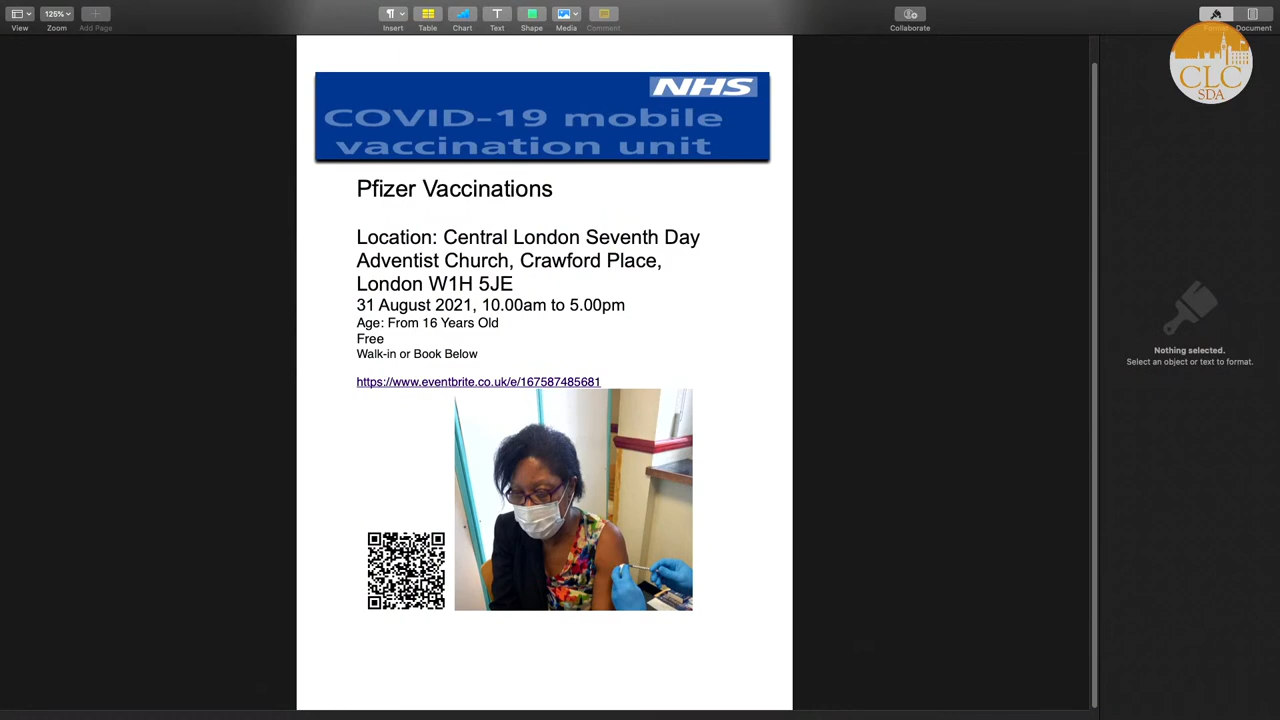 125%
View
Zoom
Add Page
Insert
Table
Chart
Text
Shape
Media
Comment
Collaborate
Format
Document
CLC
SDA
NHS
COVID-19 mobile
vaccination unit
Pfizer Vaccinations
Location: Central London Seventh Day
Adventist Church, Crawford Place,
London W1H 5JE
31 August 2021, 10.00am to 5.00pm
Age: From 16 Years Old
Free
Walk-in or Book Below
https://www.eventbrite.co.uk/e/167587485681
Nothing selected.
Select an object or text to format.